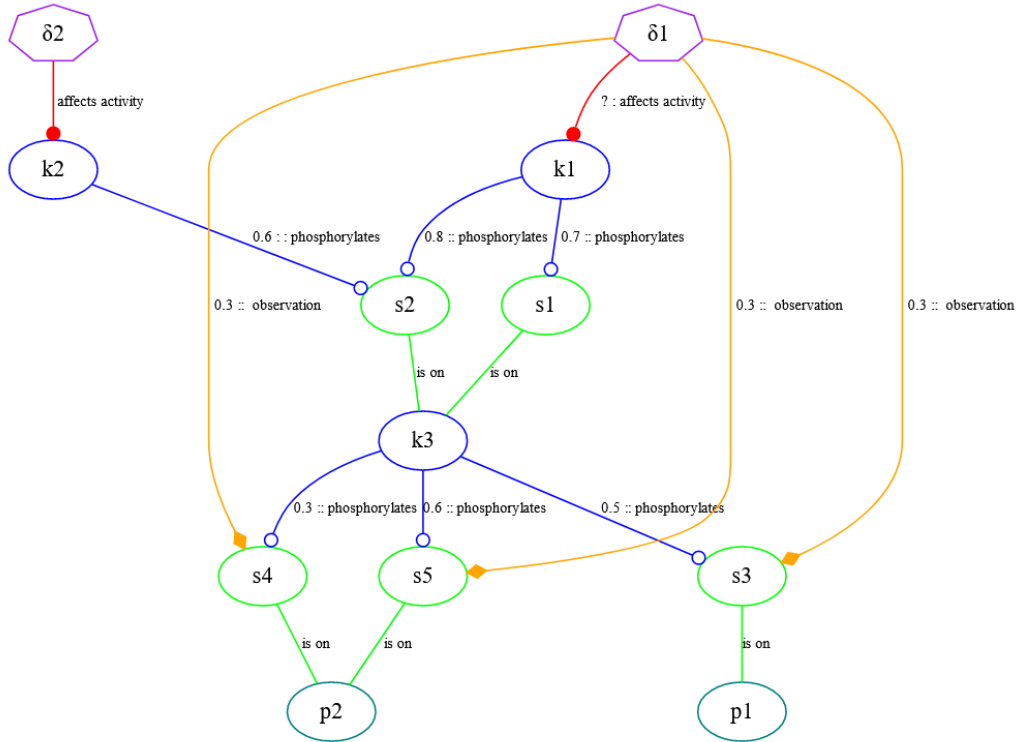 δ2
δ1
affects activity
? : affects activity
k2
k1
0.6 : : phosphorylates
0.8 :: phosphorylates
0.7 :: phosphorylates
0.3 ::  observation
s2
s1
0.3 ::  observation
0.3 ::  observation
is on
is on
k3
0.3 :: phosphorylates
0.6 :: phosphorylates
0.5 :: phosphorylates
s4
s5
s3
is on
is on
is on
p2
p1